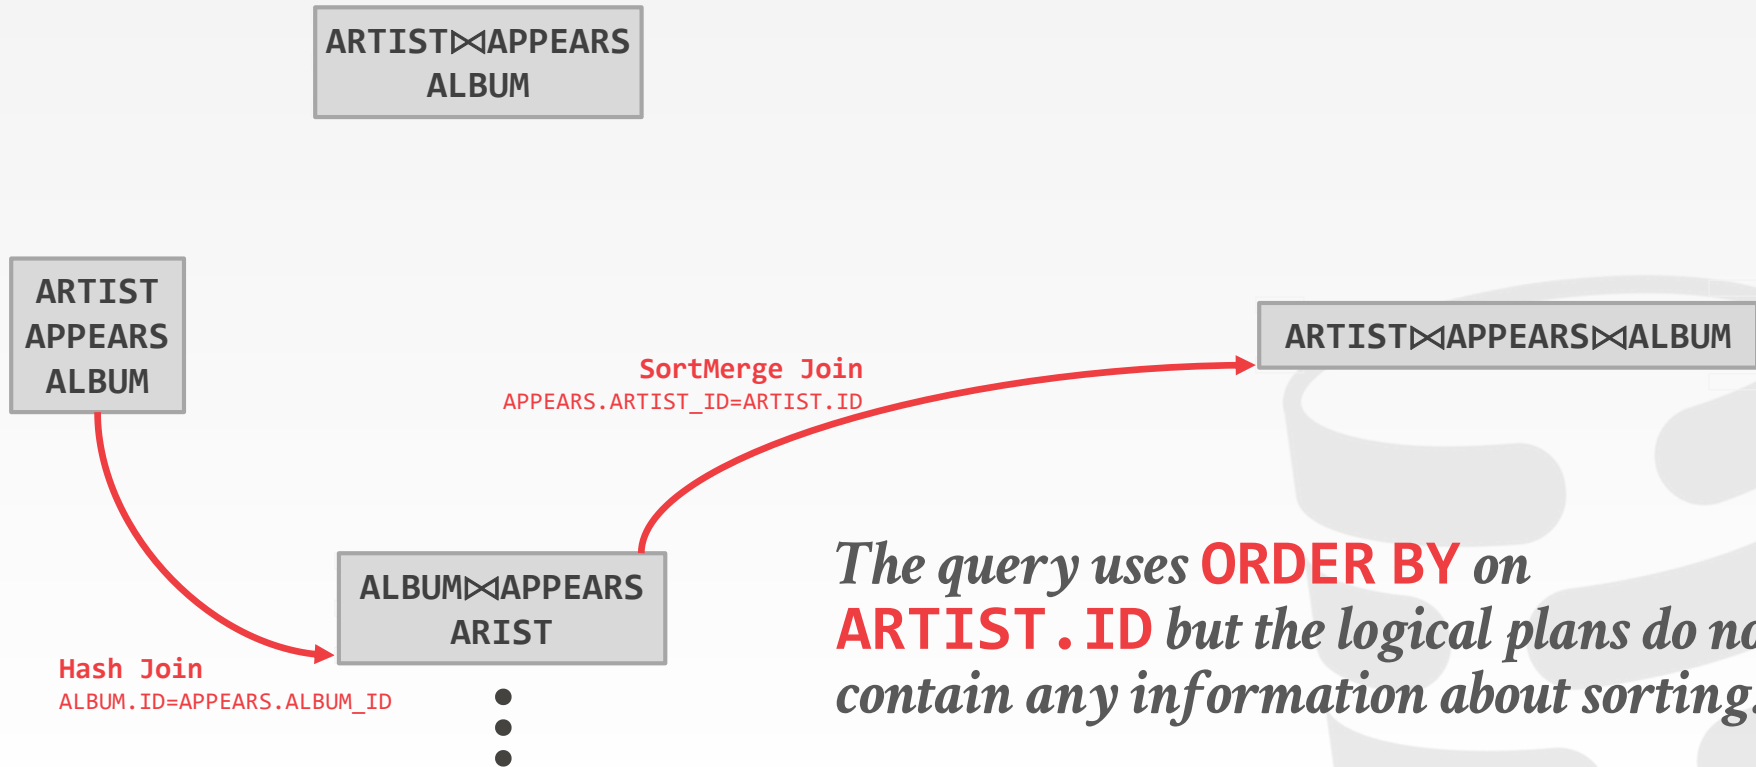 ARTIST⋈APPEARS
ALBUM
ARTIST
APPEARS
ALBUM
ARTIST⋈APPEARS⋈ALBUM
SortMerge Join
APPEARS.ARTIST_ID=ARTIST.ID
ALBUM⋈APPEARS
ARIST
Hash Join
ALBUM.ID=APPEARS.ALBUM_ID
The query uses ORDER BY on
ARTIST.ID but the logical plans do
contain any information about sorting.